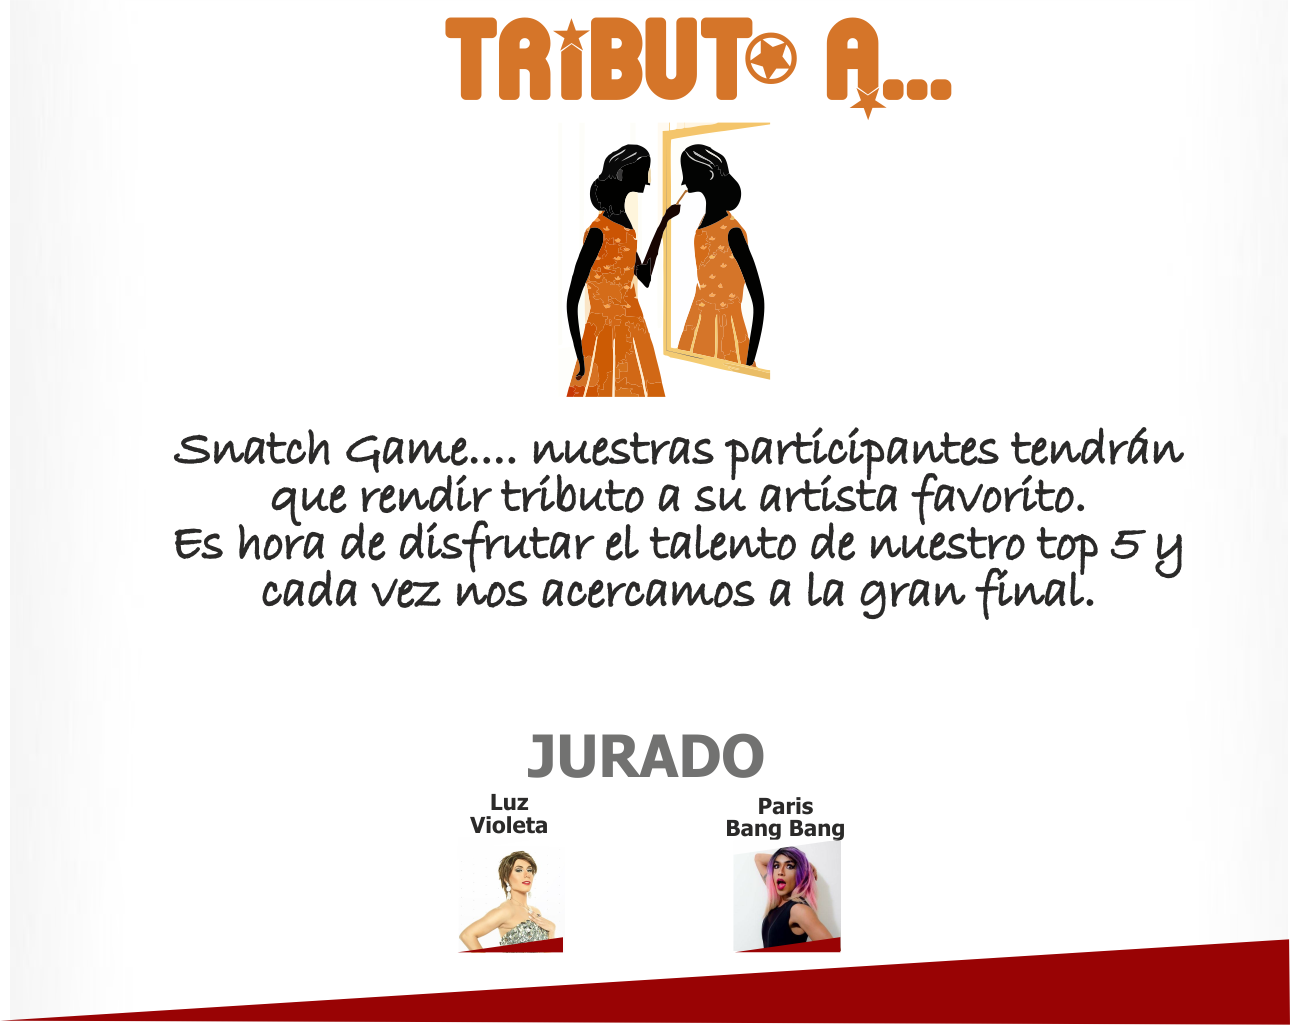 TRIBUTO A...
Snatch Game.... nuestras participantes tendrán
que rendir tributo a su artista favorito.
Es hora de disfrutar el talento de nuestro top 5 y
cada vez nos acercamos a la gran final.
JURADO
Luz
Violeta
Paris
Bang Bang